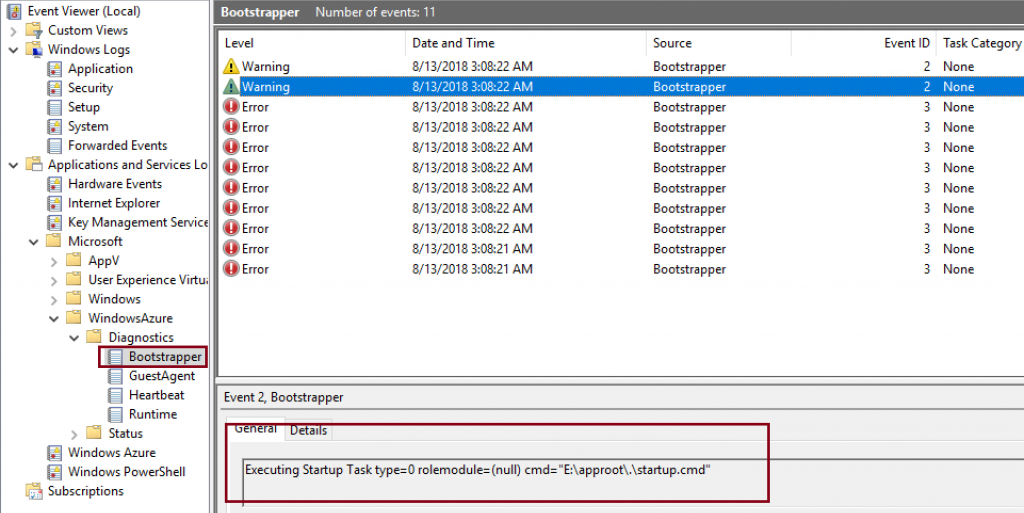 Event Viewer (Local)
Custom Views
Windows Logs
Application
Security
Setup
System
Forwarded Events
Applications and Services Lo
Hardware Events
Internet Explorer
Key Management Service
Microsoft
AppV
User Experience Virtua
Windows
WindowsAzure
Diagnostics
Bootstrapper
GuestAgent
Heartbeat
Runtime
Status
Windows Azure
Windows PowerShell
Subscriptions
Bootstrapper Number of events: 11
Level Date and Time Source Event ID Task Category
Warning 8/13/2018 3:08:22 AM Bootstrapper 2 None
Warning 8/13/2018 3:08:22 AM Bootstrapper 2 None
Error 8/13/2018 3:08:22 AM Bootstrapper 3 None
Error 8/13/2018 3:08:22 AM Bootstrapper 3 None
Error 8/13/2018 3:08:22 AM Bootstrapper 3 None
Error 8/13/2018 3:08:22 AM Bootstrapper 3 None
Error 8/13/2018 3:08:22 AM Bootstrapper 3 None
Error 8/13/2018 3:08:22 AM Bootstrapper 3 None
Error 8/13/2018 3:08:22 AM Bootstrapper 3 None
Error 8/13/2018 3:08:21 AM Bootstrapper 3 None
Error 8/13/2018 3:08:21 AM Bootstrapper 3 None
Event 2, Bootstrapper
General Details
Executing Startup Task type=0 rolemodule=(null) cmd="E:\approot\.\startup.cmd"